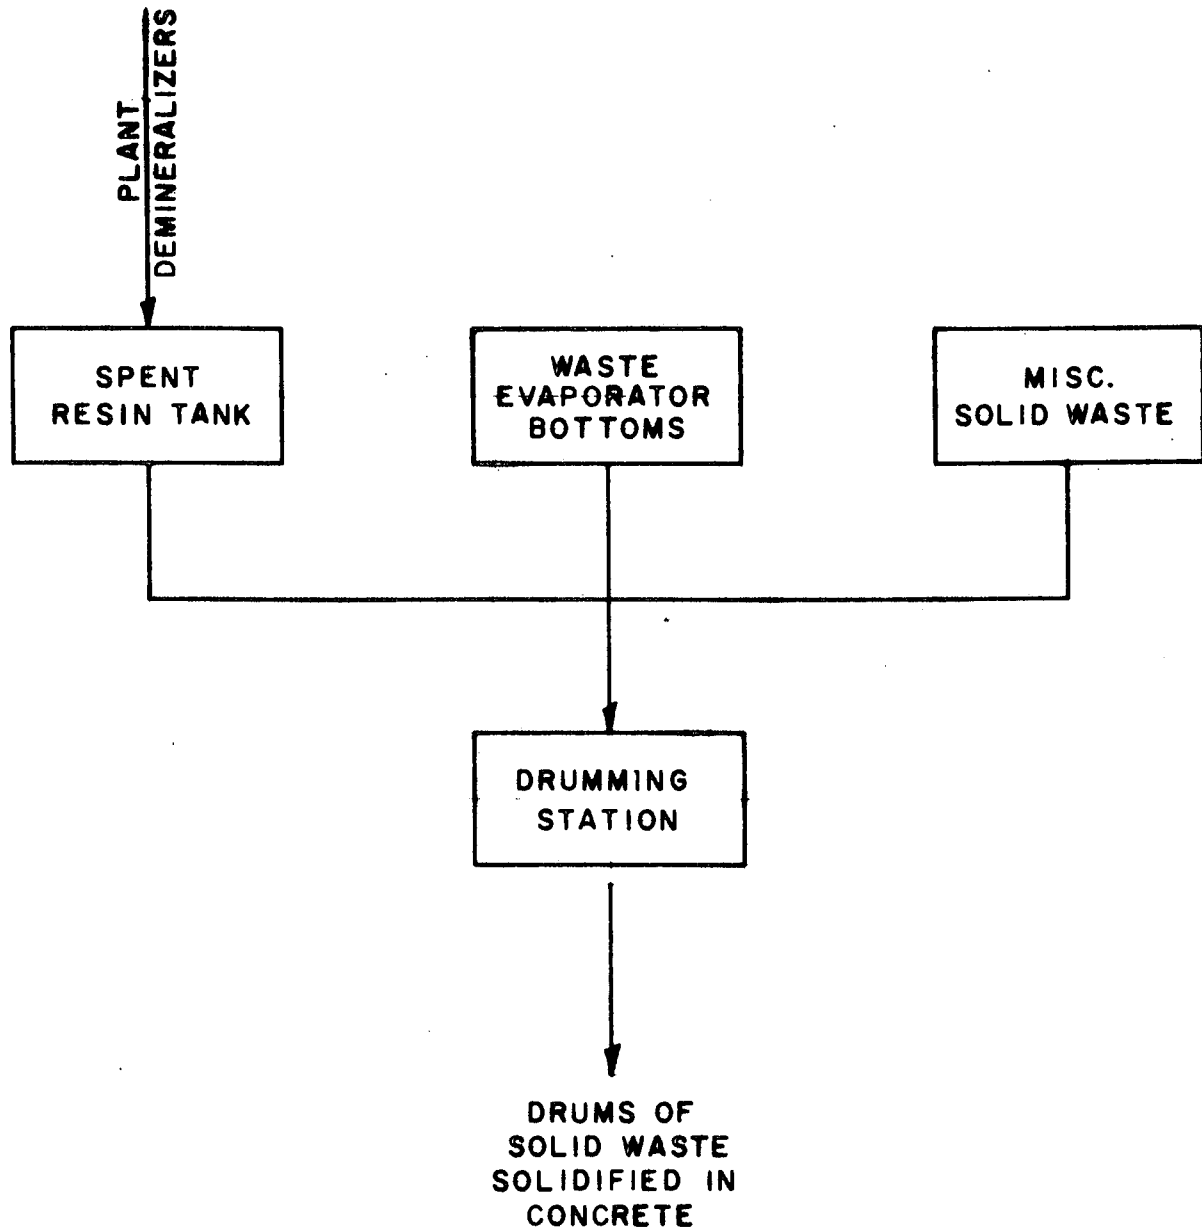 PLANT
DEMINERALIZERS
SPENT
RESIN TANK
WASTE
EVAPORATOR
BOTTOMS
MISC.
SOLID WASTE
DRUMMING
STATION
DRUMS OF
SOLID WASTE
SOLIDIFIED IN
CONCRETE